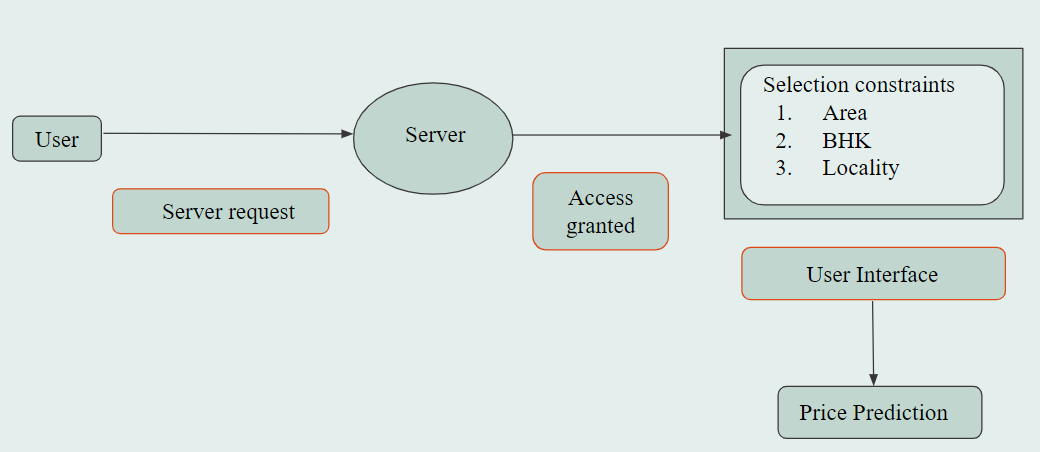 User
Server request
Server
Access
granted
Selection constraints
1. Area
2. BHK
3. Locality
User Interface
Price Prediction